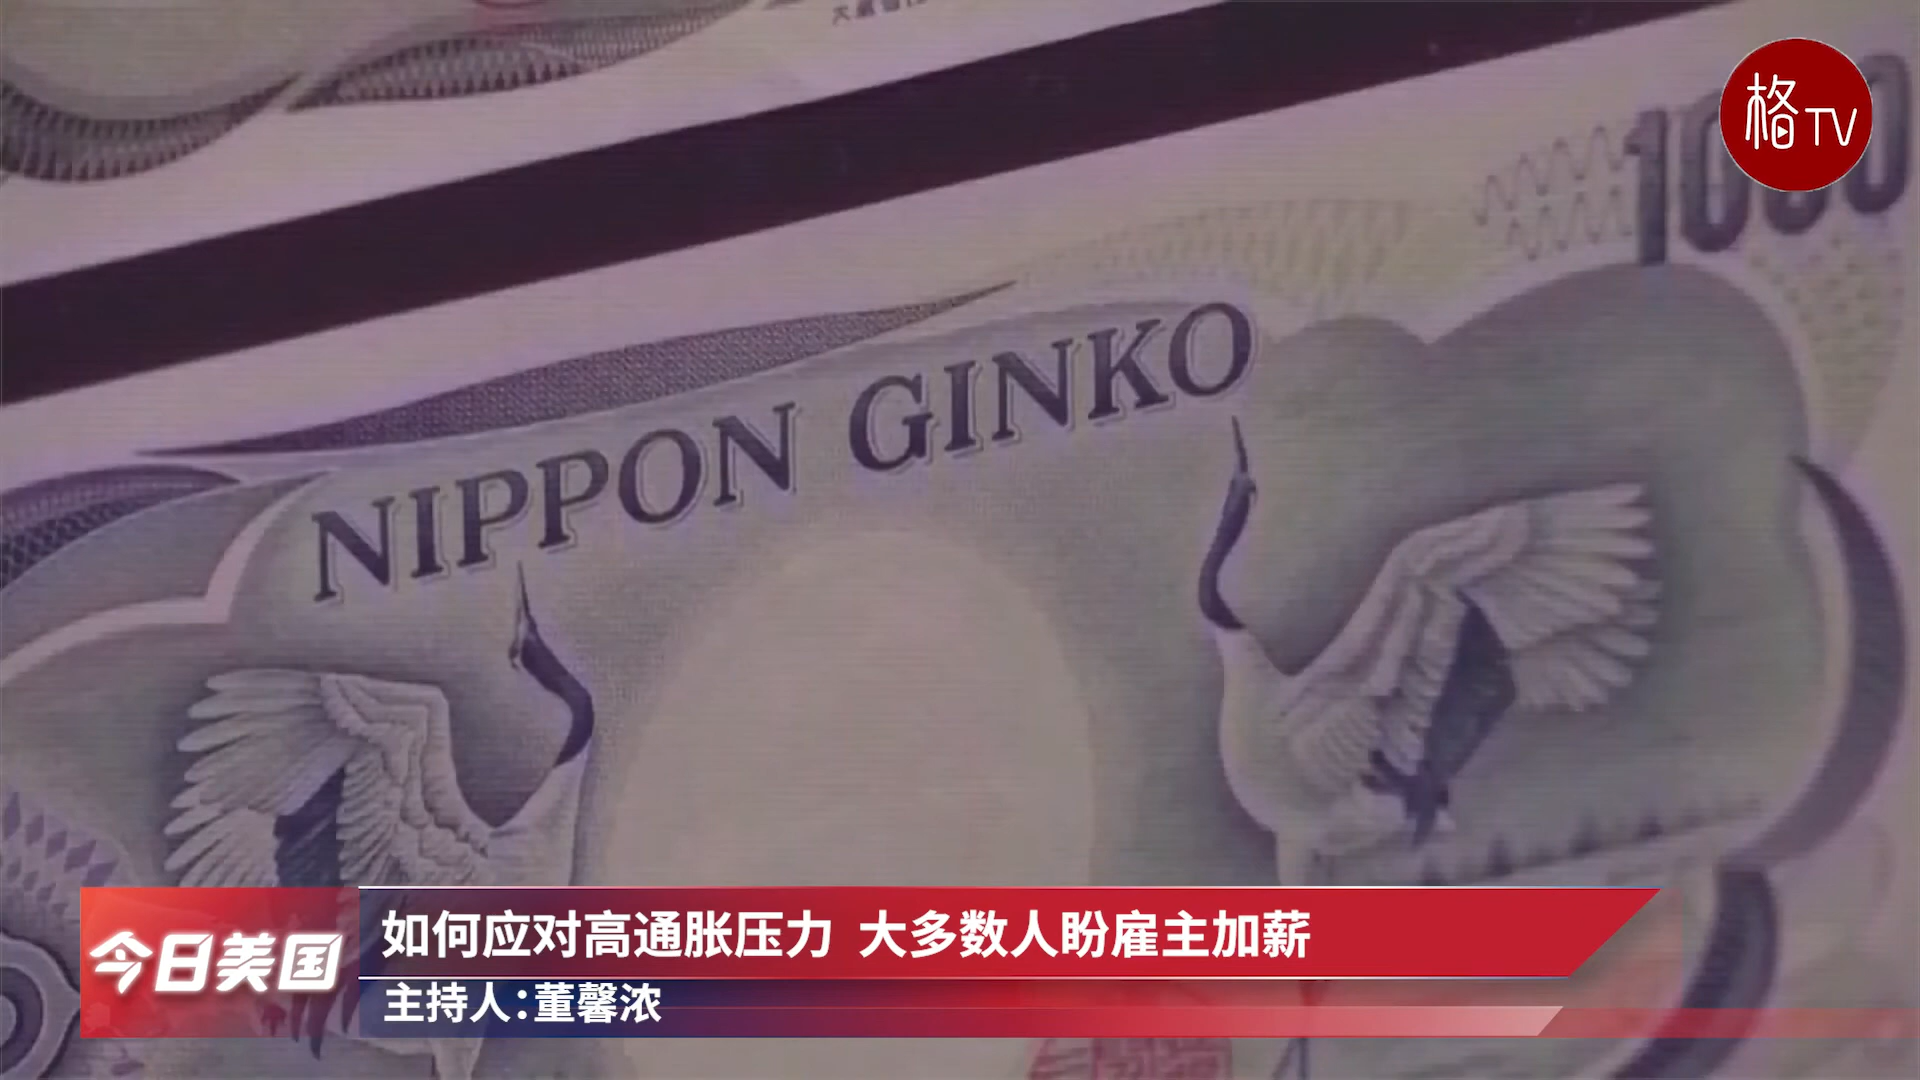 格TV
1000
NIPPON GINKO
今日美国
如何应对高通胀压力 大多数人盼雇主加薪
主持人：董馨浓